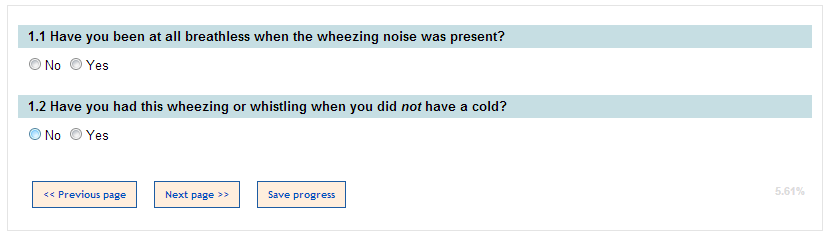 1.1 Have you been at all breathless when the wheezing noise was present?
No Yes
1.2 Have you had this wheezing or whistling when you did not have a cold?
No Yes
<< Previous page Next page >> Save progress 5.61%